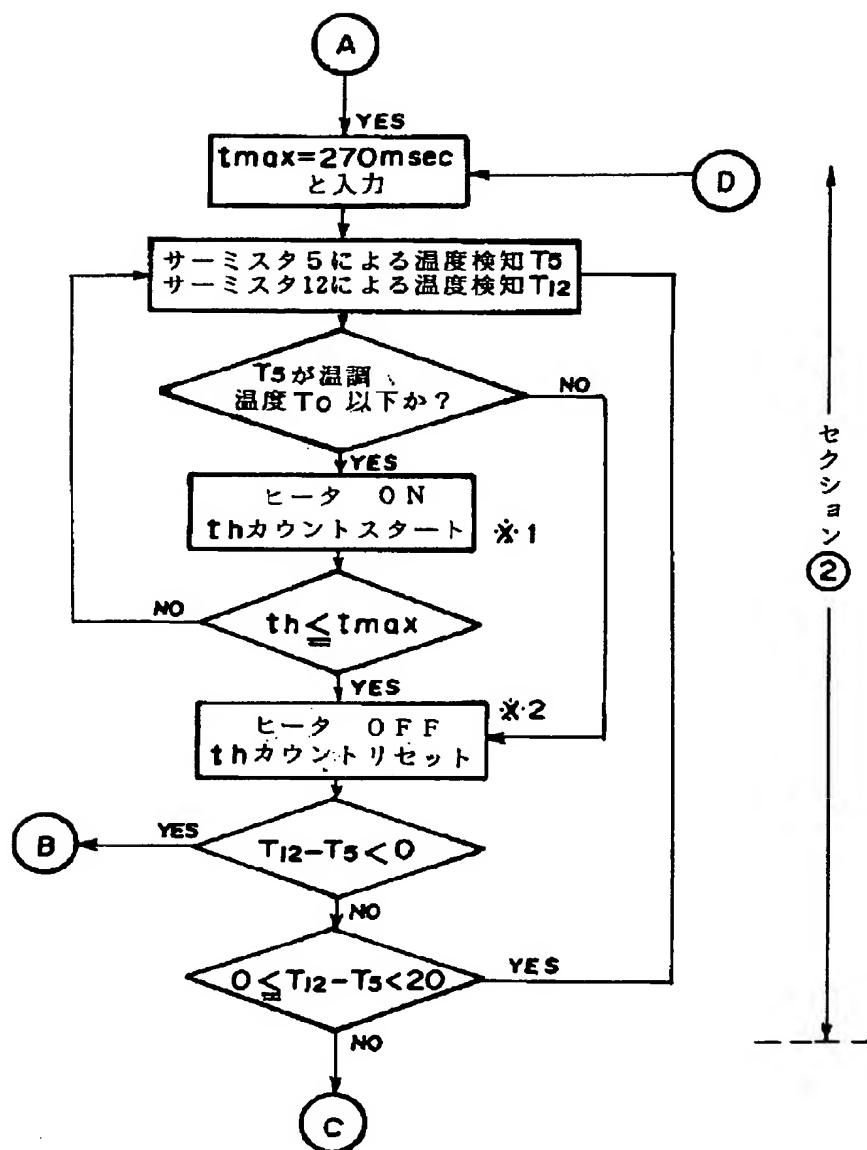 A
YES
tmax=270msec
と入力
D
サーミスタ5による温度検知T5
サーミスタ12による温度検知T12
T5が温調
温度To 以下か?
NO
YES
ヒータ ON
thカウントスタート
※1
NO
th≦tmax
YES
※2
ヒータ OFF
thカウントリセット
B
YES
T12-T5<0
NO
0≦T12-T5<20
YES
NO
C
セクション②